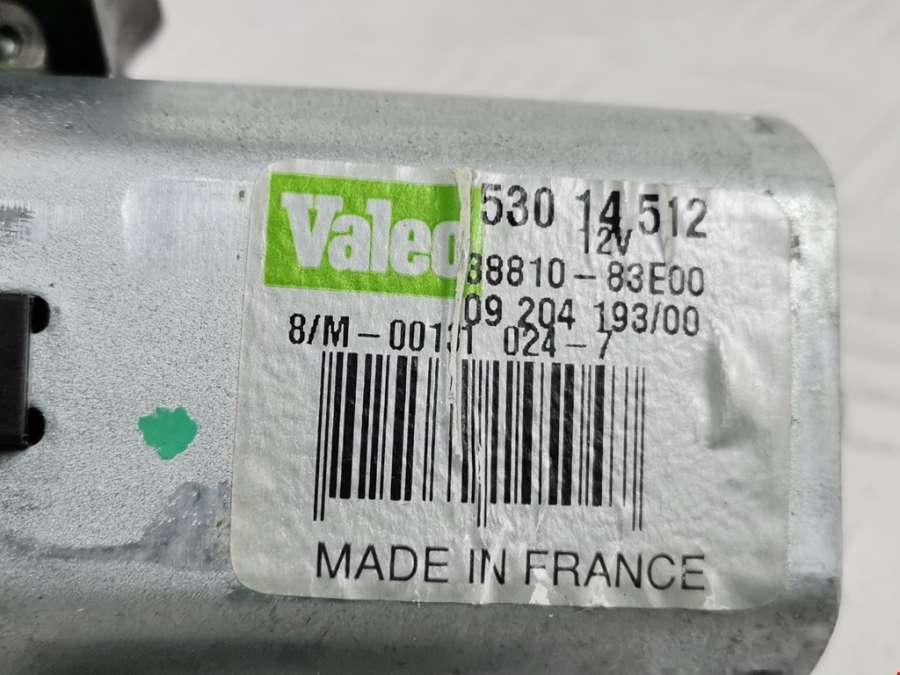 Valeo
530 14 512
12V
38810-83E00
09 204 193/00
8/M-00131 024-7
MADE IN FRANCE